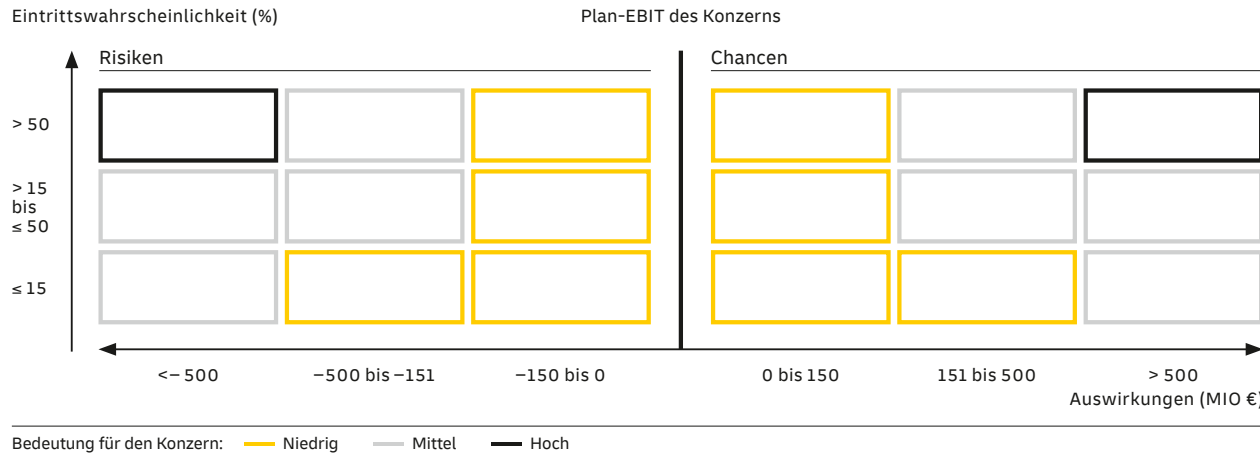 Eintrittswahrscheinlichkeit (%)
Plan-EBIT des Konzerns
Risiken
Chancen
> 50
> 15
bis
≤ 50
≤ 15
<– 500
–500 bis –151
–150 bis 0
0 bis 150
151 bis 500
> 500
Auswirkungen (MIO €)
Bedeutung für den Konzern: Niedrig Mittel Hoch